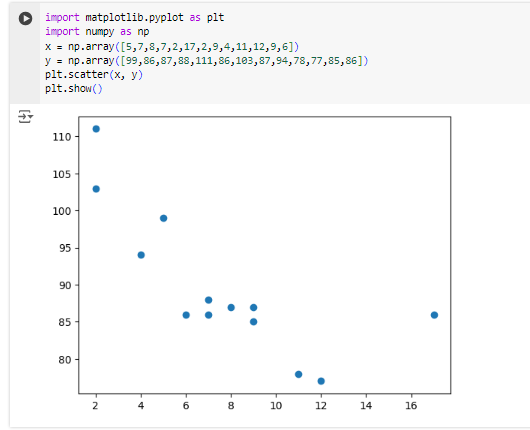 import matplotlib.pyplot as plt
import numpy as np
x = np.array([5,7,8,7,2,17,2,9,4,11,12,9,6])
y = np.array([99,86,87,88,111,86,103,87,94,78,77,85,86])
plt.scatter(x, y)
plt.show()
110
105
100
95
90
85
80
2 4 6 8 10 12 14 16